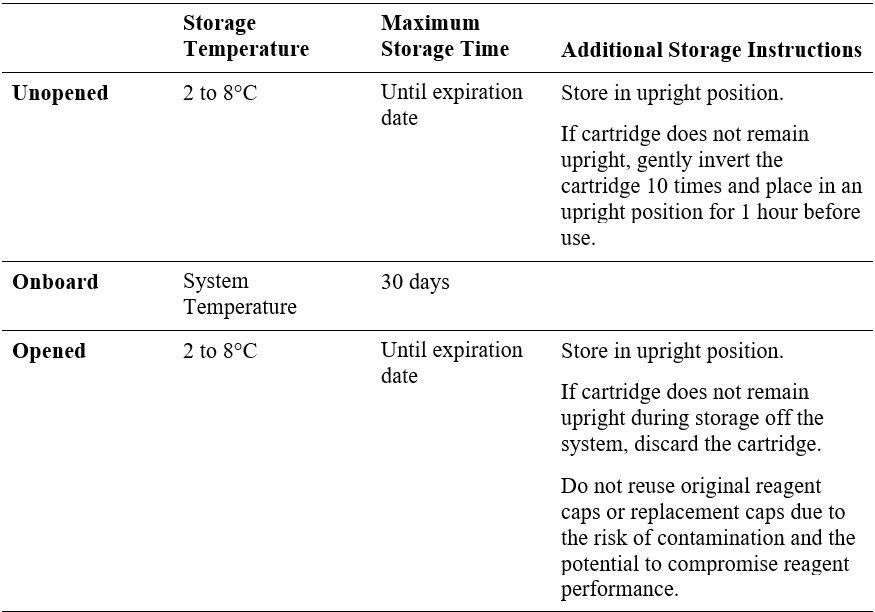 Storage Temperature
Maximum Storage Time
Additional Storage Instructions
Unopened
2 to 8°C
Until expiration
date
Store in upright position.
If cartridge does not remain
upright, gently invert the
cartridge 10 times and place in an
upright position for 1 hour before
use.
Onboard
System
Temperature
30 days
Opened
2 to 8°C
Until expiration
date
Store in upright position.
If cartridge does not remain
upright during storage off the
system, discard the cartridge.
Do not reuse original reagent
caps or replacement caps due to
the risk of contamination and the
potential to compromise reagent
performance.